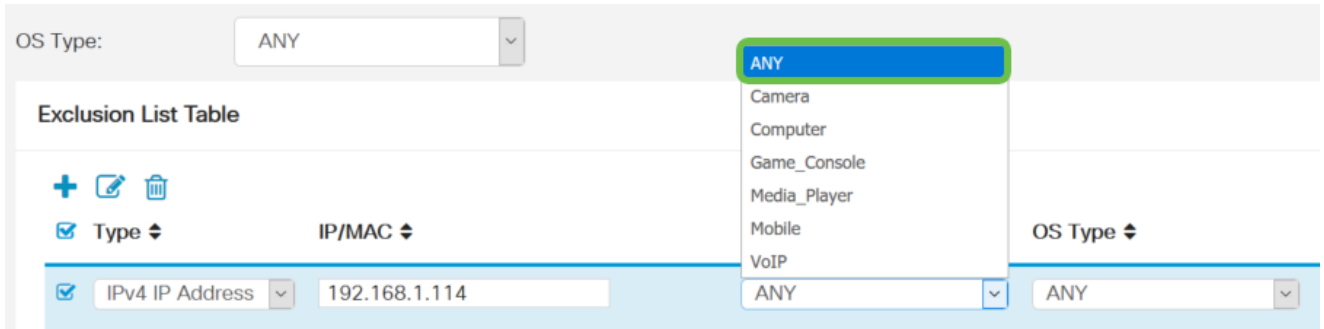 OS Type: ANY
ANY
Camera
Exclusion List Table
Computer
Game_Console
Media_Player
Mobile
VoIP
Type IP/MAC OS Type
IPv4 IP Address 192.168.1.114 ANY ANY